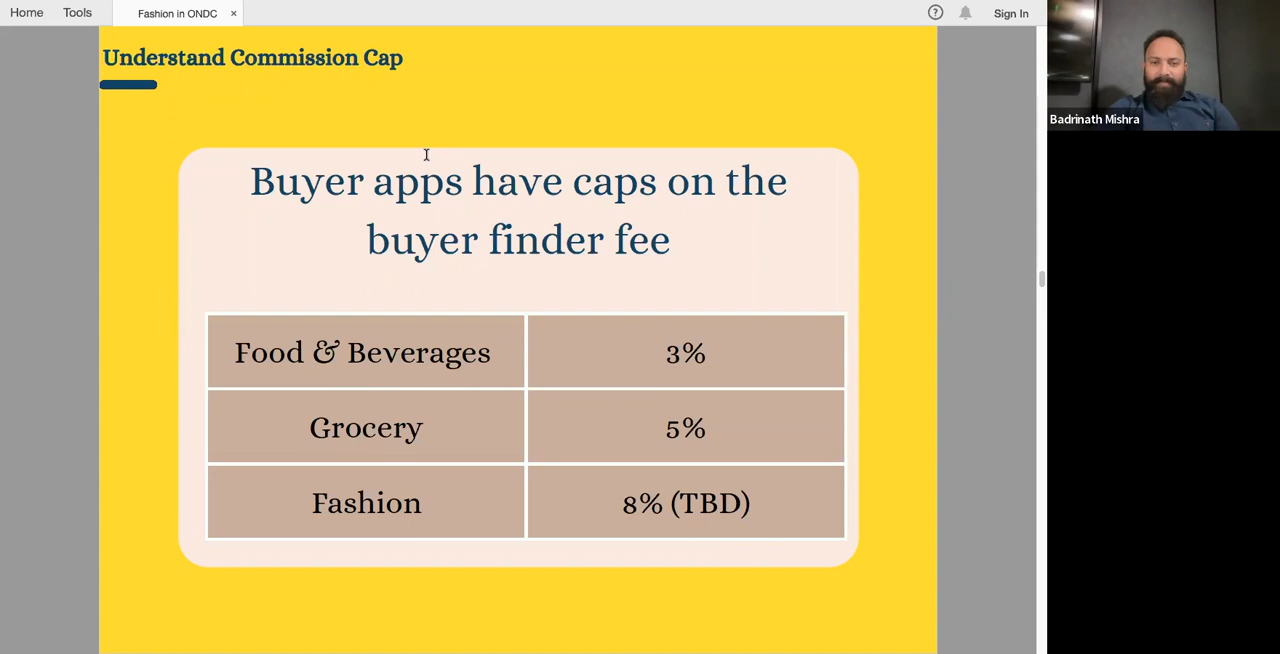 Home Tools Fashion in ONDC × ? Sign In
Understand Commission Cap
Buyer apps have caps on the
buyer finder fee
Food & Beverages 3%
Grocery 5%
Fashion 8% (TBD)
Badrinath Mishra